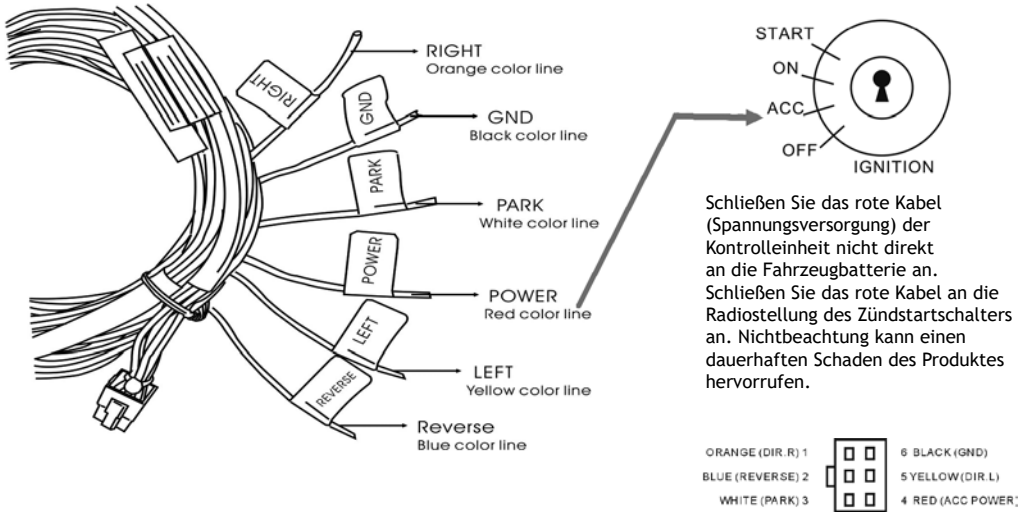 RIGHT
Orange color line
GND
Black color line
PARK
White color line
POWER
Red color line
LEFT
Yellow color line
Reverse
Blue color line
RIGHT
GND
PARK
POWER
LEFT
REVERSE
START
ON
ACC
OFF
IGNITION
Schließen Sie das rote Kabel
(Spannungsversorgung) der
Kontrolleinheit nicht direkt
an die Fahrzeugbatterie an.
Schließen Sie das rote Kabel an die
Radiostellung des Zündstartschalters
an. Nichtbeachtung kann einen
dauerhaften Schaden des Produktes
hervorrufen.
ORANGE (DIR.R) 1
BLUE (REVERSE) 2
WHITE (PARK) 3
6 BLACK (GND)
5 YELLOW (DIR.L)
4 RED (ACC POWER)